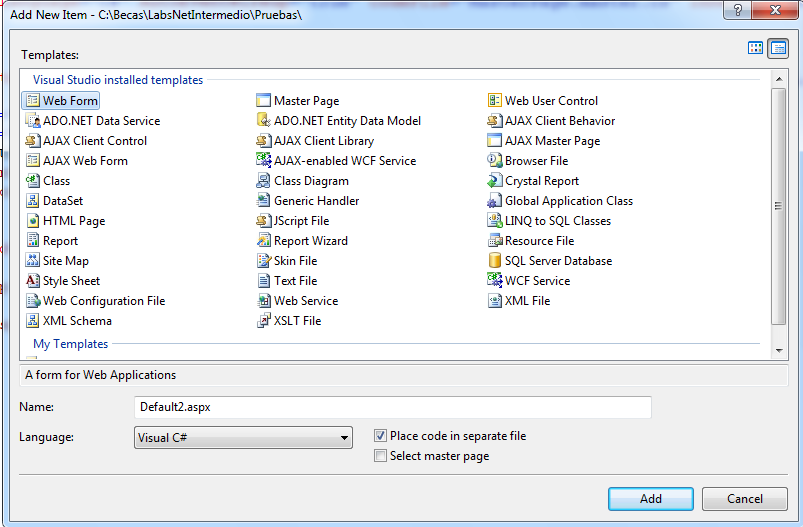 Add New Item - C:\Becas\LabsNetIntermedio\Pruebas\
Templates:
Visual Studio installed templates
Web Form Master Page Web User Control
ADO.NET Data Service ADO.NET Entity Data Model AJAX Client Behavior
AJAX Client Control AJAX Client Library AJAX Master Page
AJAX Web Form AJAX-enabled WCF Service Browser File
Class Class Diagram Crystal Report
DataSet Generic Handler Global Application Class
HTML Page JScript File LINQ to SQL Classes
Report Report Wizard Resource File
Site Map Skin File SQL Server Database
Style Sheet Text File WCF Service
Web Configuration File Web Service XML File
XML Schema XSLT File
My Templates
A form for Web Applications
Name: Default2.aspx
Language: Visual C# Place code in separate file
Select master page
Add Cancel